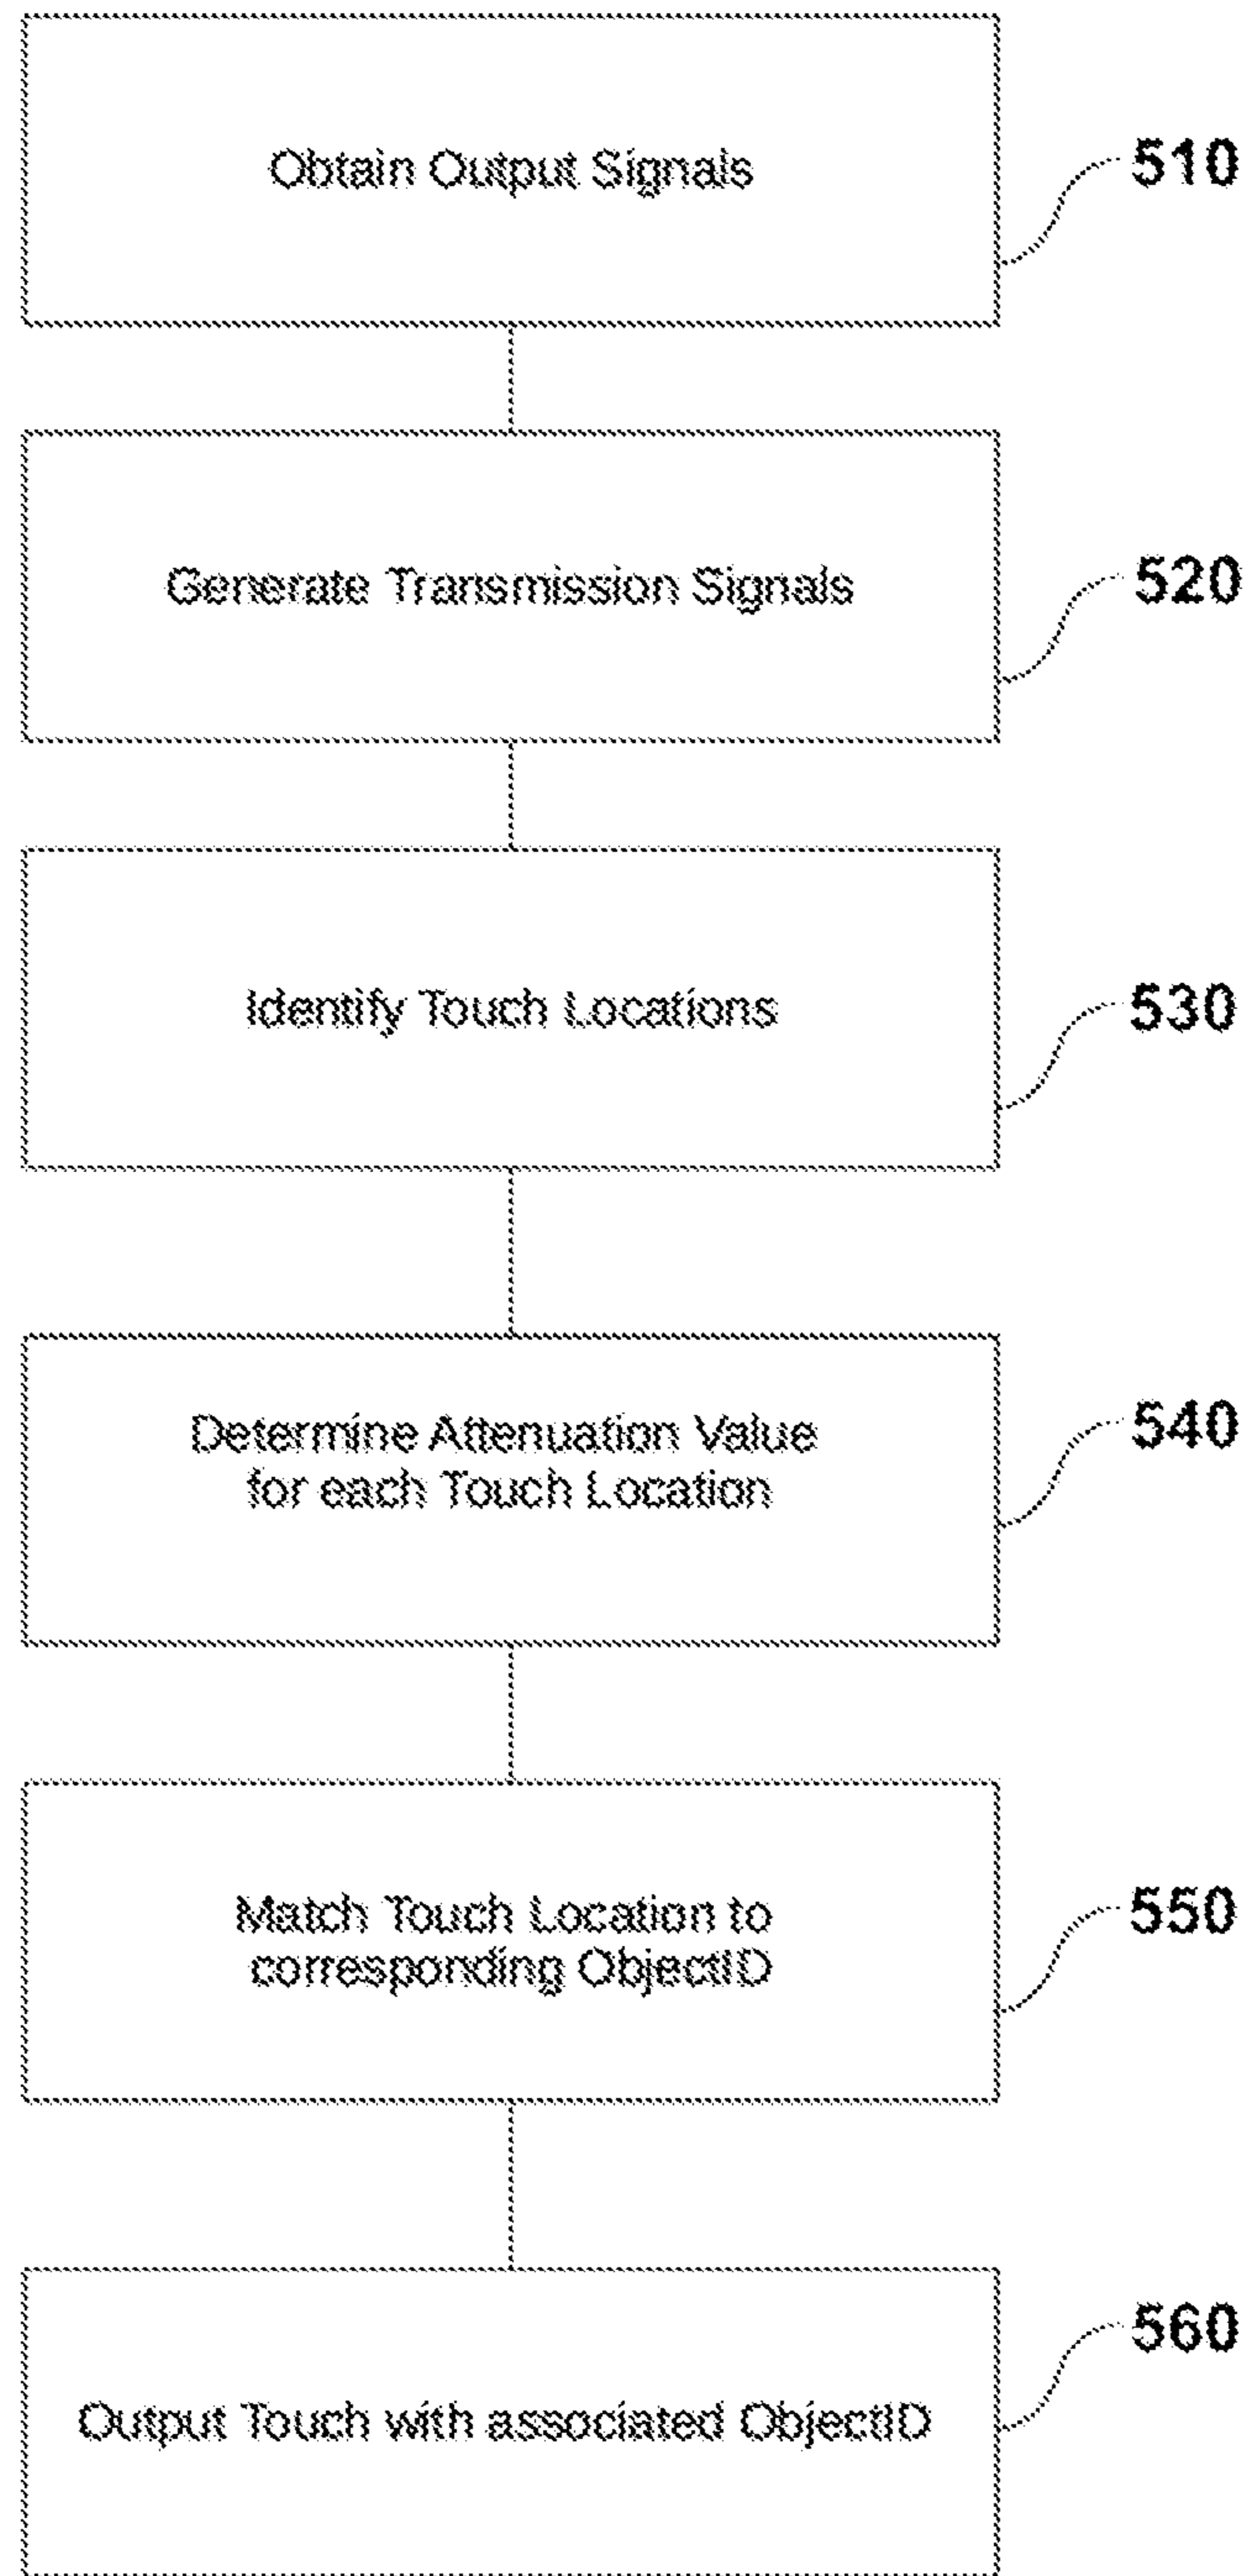 Obtain Output Signals
510
Generate Transmission Signals
520
Identify Touch Locations
530
Determine Attenuation Value
for each Touch Location
540
Match Touch Location to
corresponding ObjectID
550
Output Touch with associated ObjectID
560